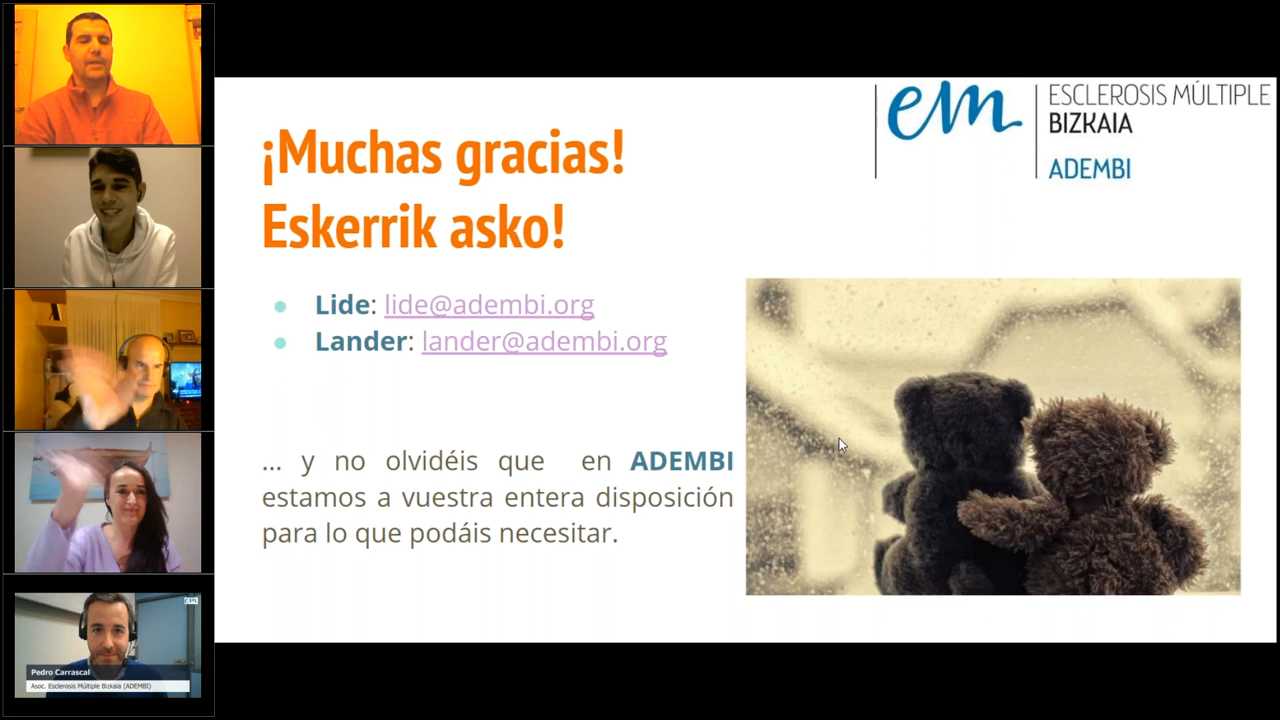 em
ESCLEROSIS MÚLTIPLE
BIZKAIA
ADEMBI
¡Muchas gracias!
Eskerrik asko!
● Lide: lide@adembi.org
● Lander: lander@adembi.org
... y no olvidéis que en ADEMBI
estamos a vuestra entera disposición
para lo que podáis necesitar.
Pedro Carrascal
Asoc. Esclerosis Múltiple Bizkaia (ADEMBI)